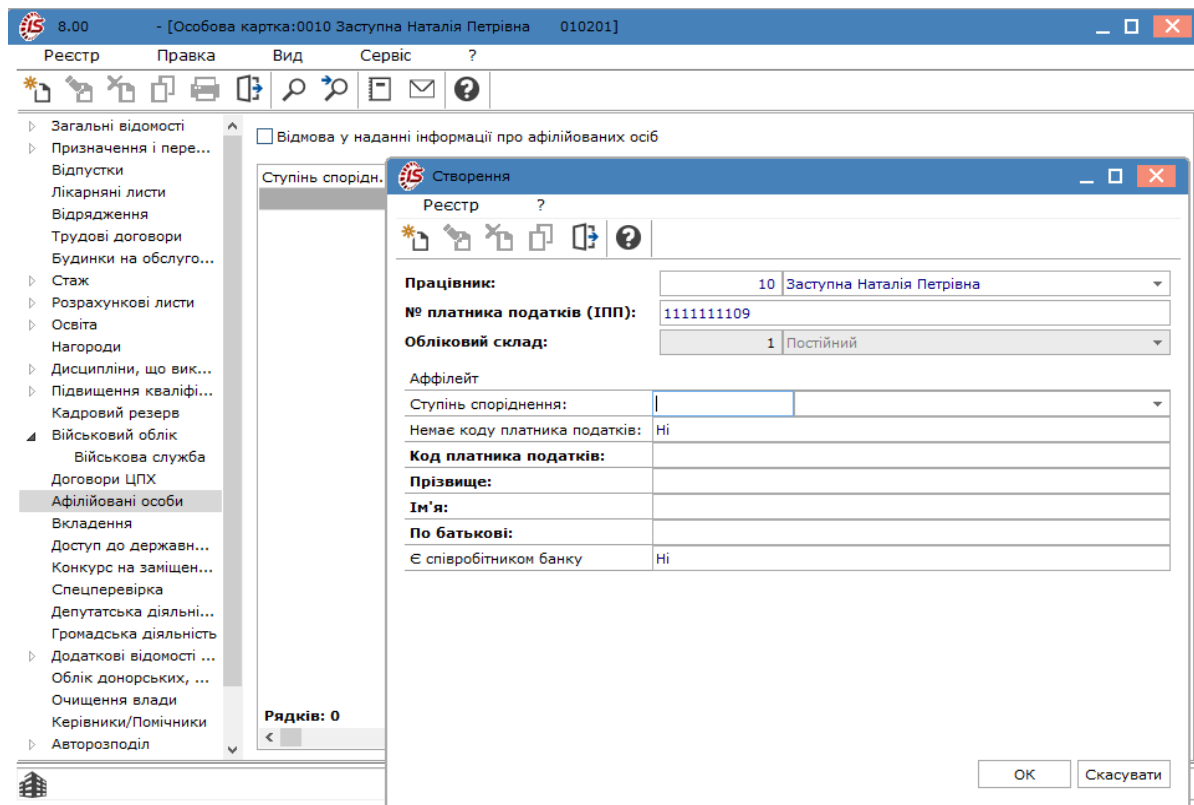 8.00 - [Особова картка:0010 Заступна Наталія Петрівна 010201]
Реєстр Правка Вид Сервіс ?
Загальні відомості
Призначення і пере...
Відпустки
Лікарняні листи
Відрядження
Трудові договори
Будинки на обслуго...
Стаж
Розрахункові листи
Освіта
Нагороди
Дисципліни, що вик...
Підвищення кваліфі...
Кадровий резерв
Військовий облік
Військова служба
Договори ЦПХ
Афілійовані особи
Вкладення
Доступ до державн...
Конкурс на заміщен...
Спецперевірка
Депутатська діяльні...
Громадська діяльність
Додаткові відомості ...
Облік донорських, ...
Очищення влади
Керівники/Помічники
Авторозподіл
Відмова у наданні інформації про афілійованих осіб
Ступінь спорідн.
Рядків: 0
Створення
Реєстр ?
Працівник: 10 Заступна Наталія Петрівна
№ платника податків (ІПП): 1111111109
Обліковий склад: 1 Постійний
Аффілейт
Ступінь споріднення:
Немає коду платника податків: Ні
Код платника податків:
Прізвище:
Ім'я:
По батькові:
Є співробітником банку Ні
ОК Скасувати